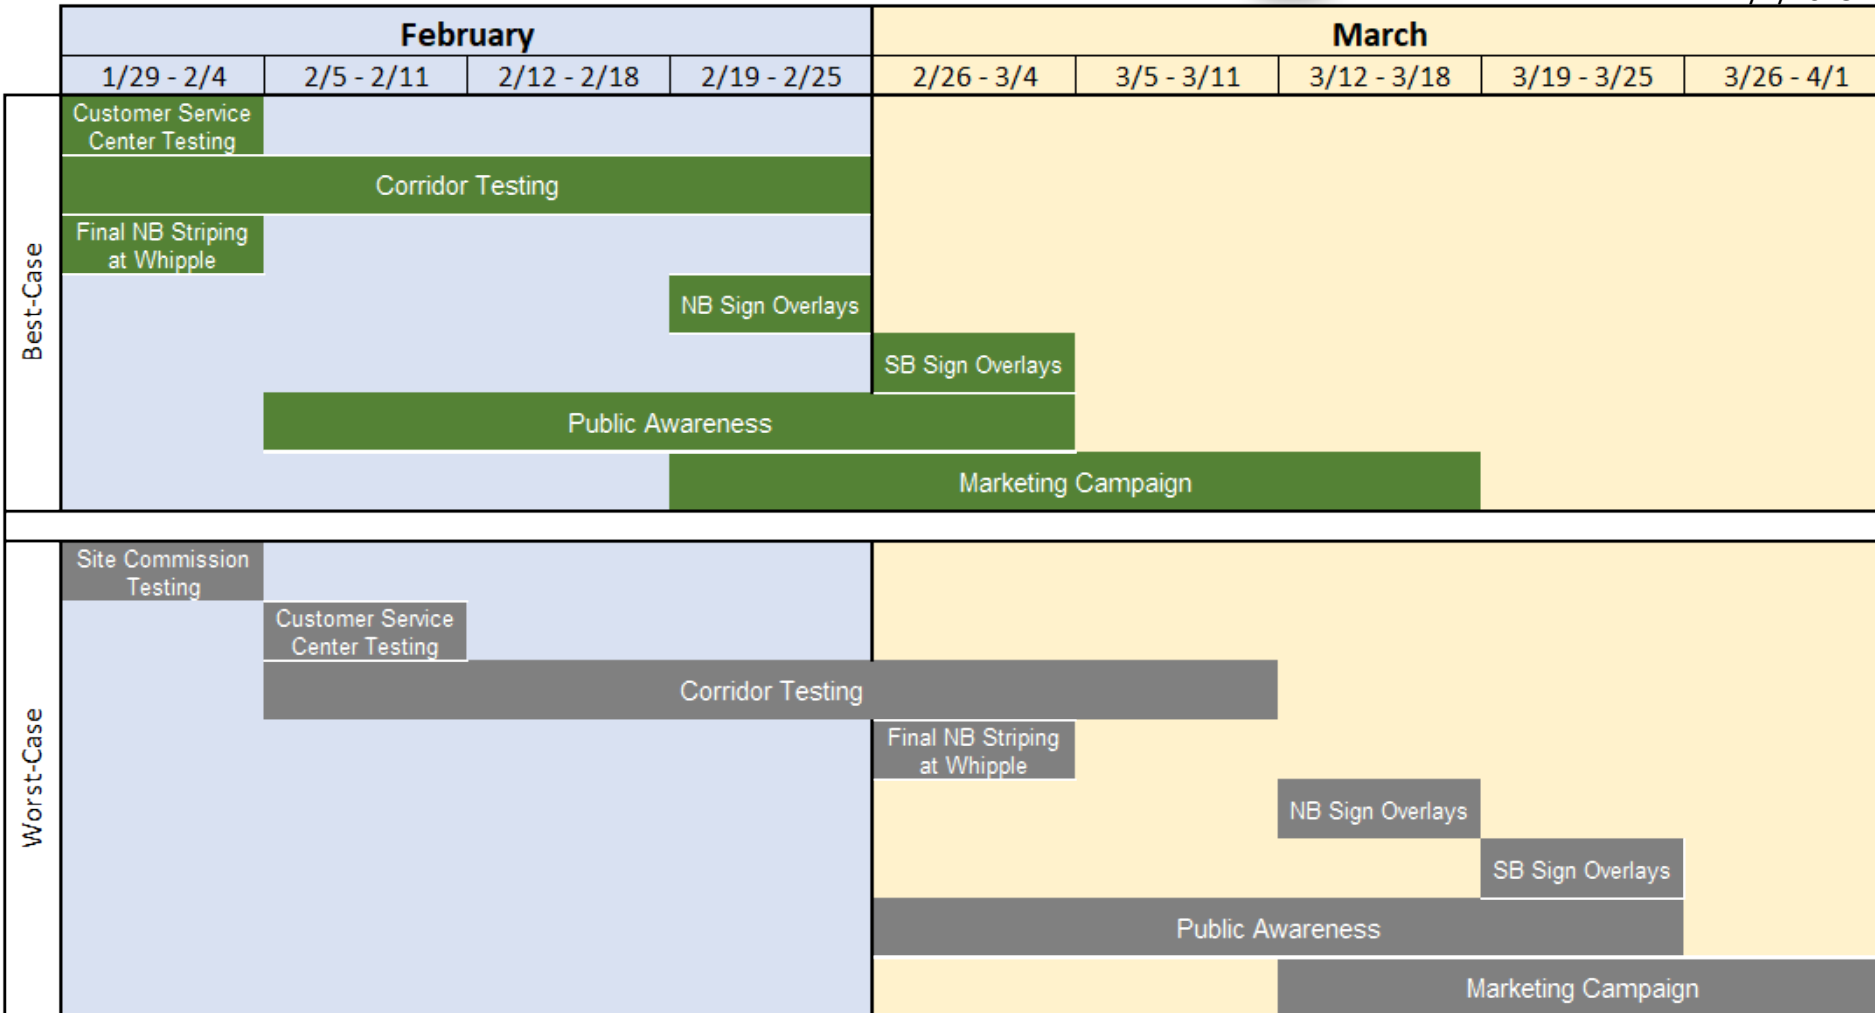 February
March
1/29 - 2/4
2/5 - 2/11
2/12 - 2/18
2/19 - 2/25
2/26 - 3/4
3/5 - 3/11
3/12 - 3/18
3/19 - 3/25
3/26 - 4/1
Best-Case
Customer Service
Center Testing
Corridor Testing
Final NB Striping
at Whipple
NB Sign Overlays
SB Sign Overlays
Public Awareness
Marketing Campaign
Worst-Case
Site Commission
Testing
Customer Service
Center Testing
Corridor Testing
Final NB Striping
at Whipple
NB Sign Overlays
SB Sign Overlays
Public Awareness
Marketing Campaign